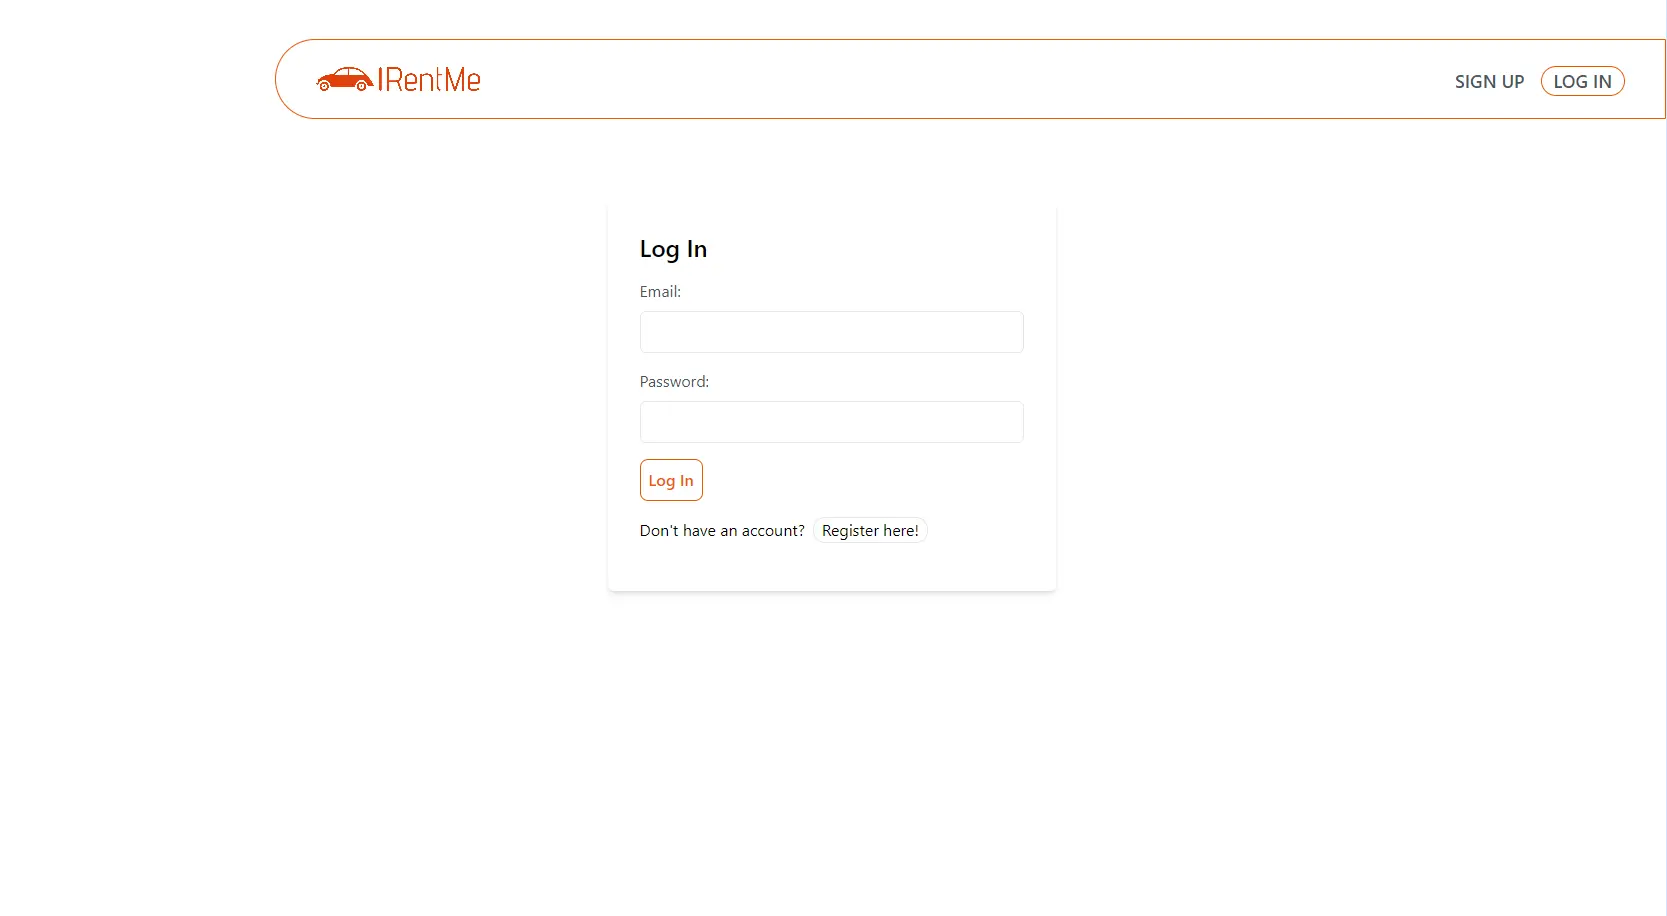 IRentMe
SIGN UP
LOG IN
Log In
Email:
Password:
Log In
Don't have an account? Register here!